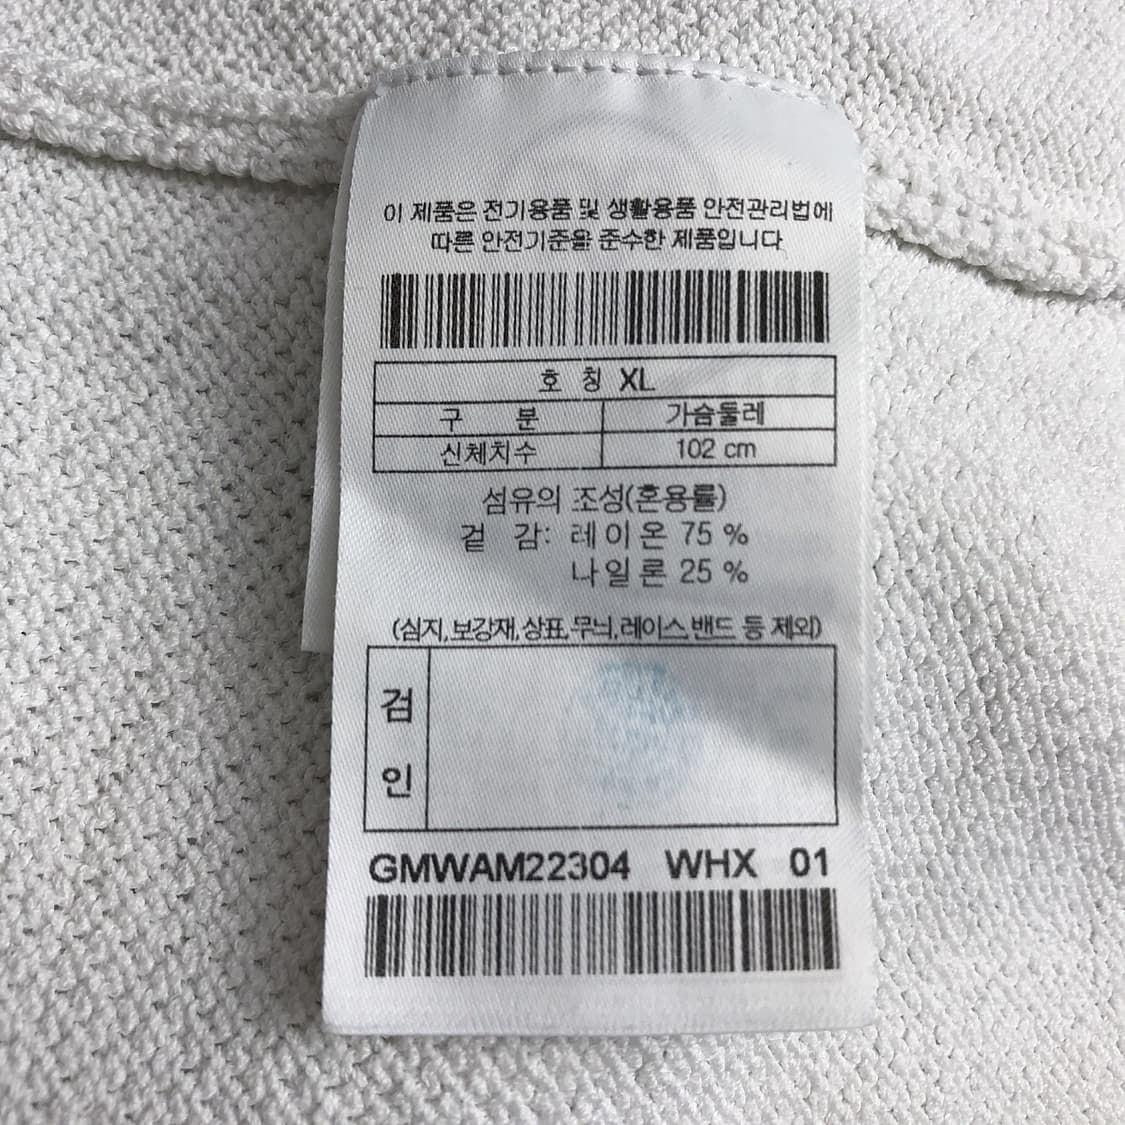 이 제품은 전기용품 및 생활용품 안전관리법에
따른 안전기준을 준수한 제품입니다
호 칭 XL
구 분 가슴둘레
신체치수 102 cm
섬유의 조성(혼용률)
겉 감: 레이온 75 %
나일론 25 %
(심지,보강재,상표,무늬,레이스,밴드 등 제외)
검
인
GMWAM22304 WHX 01